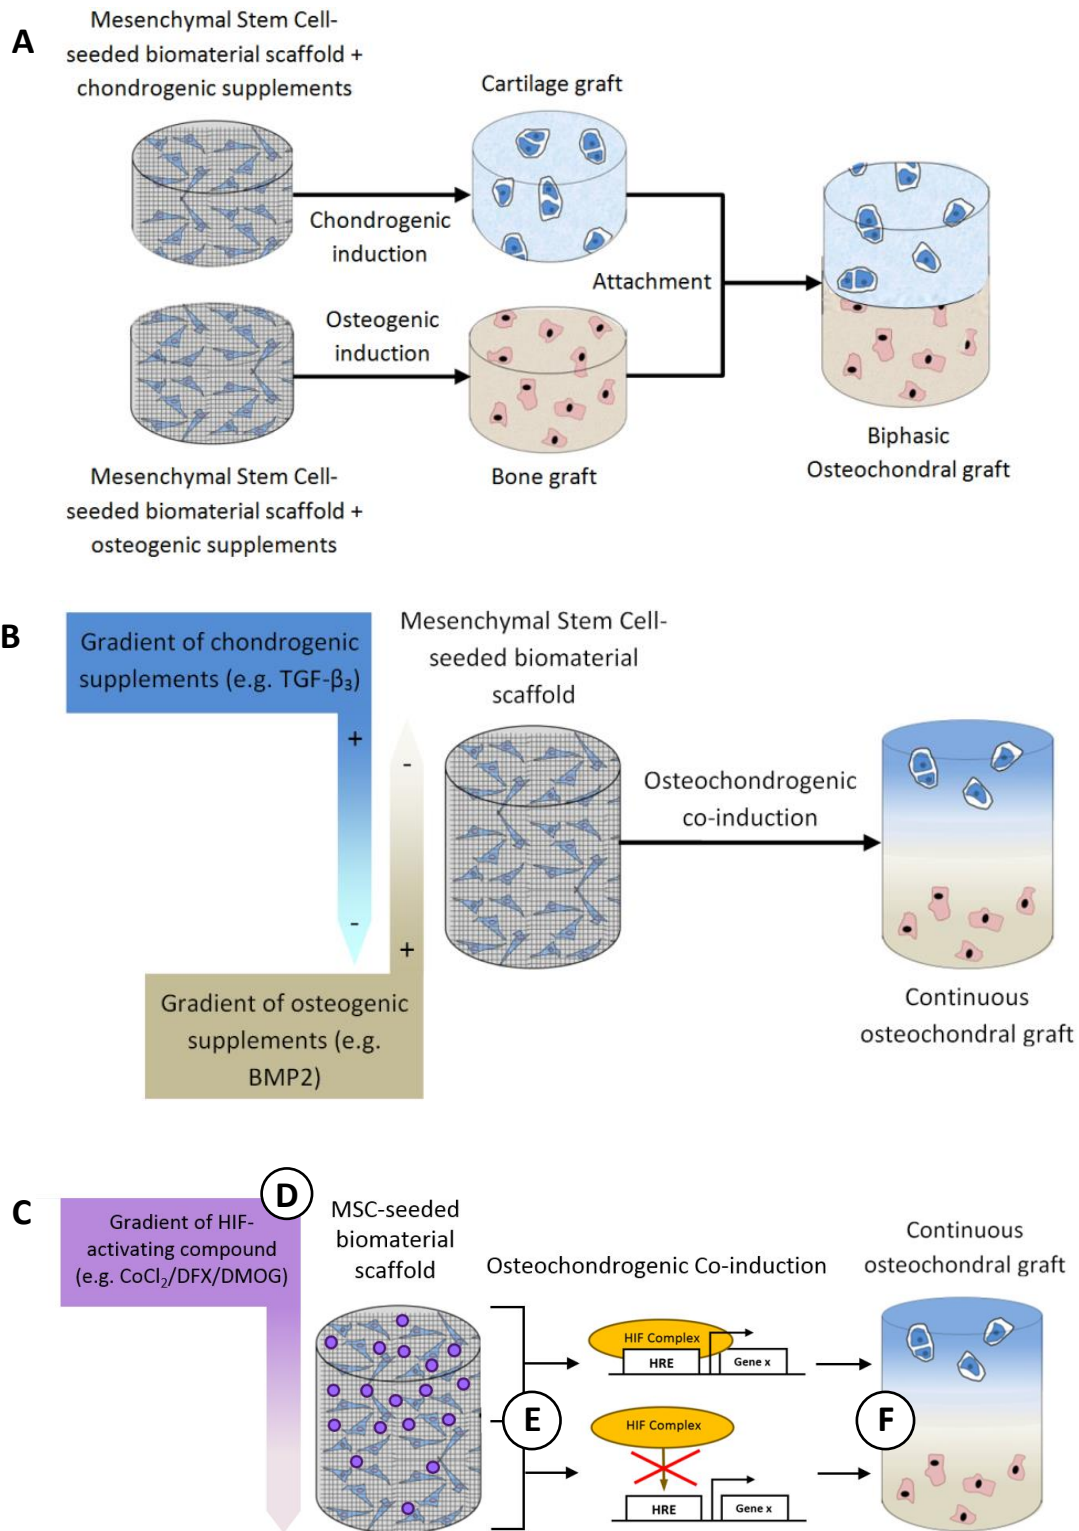 A
Mesenchymal Stem Cell-
seeded biomaterial scaffold +
chondrogenic supplements
Cartilage graft
Chondrogenic
induction
Attachment
Osteogenic
induction
Mesenchymal Stem Cell-
seeded biomaterial scaffold +
osteogenic supplements
Bone graft
Biphasic
Osteochondral graft
B
Gradient of chondrogenic
supplements (e.g. TGF-β₃)
+
-
-
+
Gradient of osteogenic
supplements (e.g.
BMP2)
Mesenchymal Stem Cell-
seeded biomaterial
scaffold
Osteochondrogenic
co-induction
Continuous
osteochondral graft
C
D
Gradient of HIF-
activating compound
(e.g. CoCl₂/DFX/DMOG)
MSC-seeded
biomaterial
scaffold
Osteochondrogenic Co-induction
Continuous
osteochondral graft
HIF Complex
HRE
Gene x
E
F
HIF Complex
HRE
Gene x